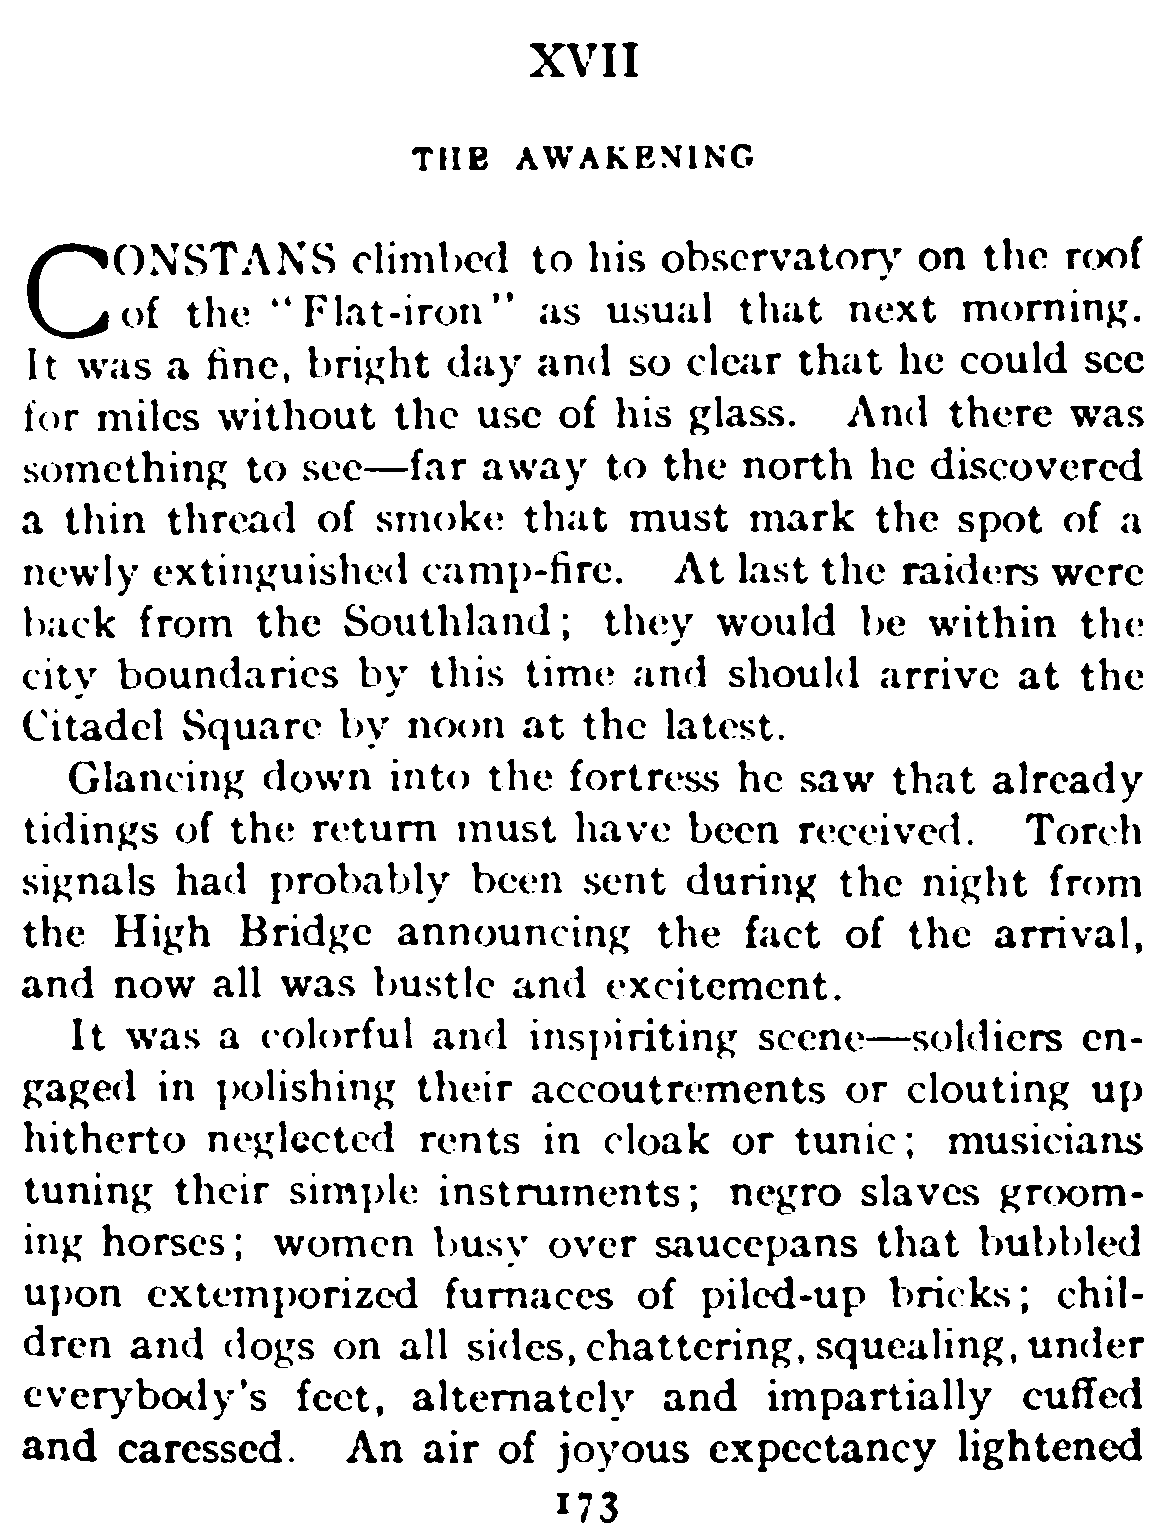 XVII
THE AWAKENING
CONSTANS climbed to his observatory on the roof
of the "Flat-iron" as usual that next morning.
It was a fine, bright day and so clear that he could see
for miles without the use of his glass. And there was
something to see—far away to the north he discovered
a thin thread of smoke that must mark the spot of a
newly extinguished camp-fire. At last the raiders were
back from the Southland; they would be within the
city boundaries by this time and should arrive at the
Citadel Square by noon at the latest.
Glancing down into the fortress he saw that already
tidings of the return must have been received. Torch
signals had probably been sent during the night from
the High Bridge announcing the fact of the arrival,
and now all was bustle and excitement.
It was a colorful and inspiriting scene—soldiers en-
gaged in polishing their accoutrements or clouting up
hitherto neglected rents in cloak or tunic; musicians
tuning their simple instruments; negro slaves groom-
ing horses; women busy over saucepans that bubbled
upon extemporized furnaces of piled-up bricks; chil-
dren and dogs on all sides, chattering, squealing, under
everybody's feet, alternately and impartially cuffed
and caressed. An air of joyous expectancy lightened
173